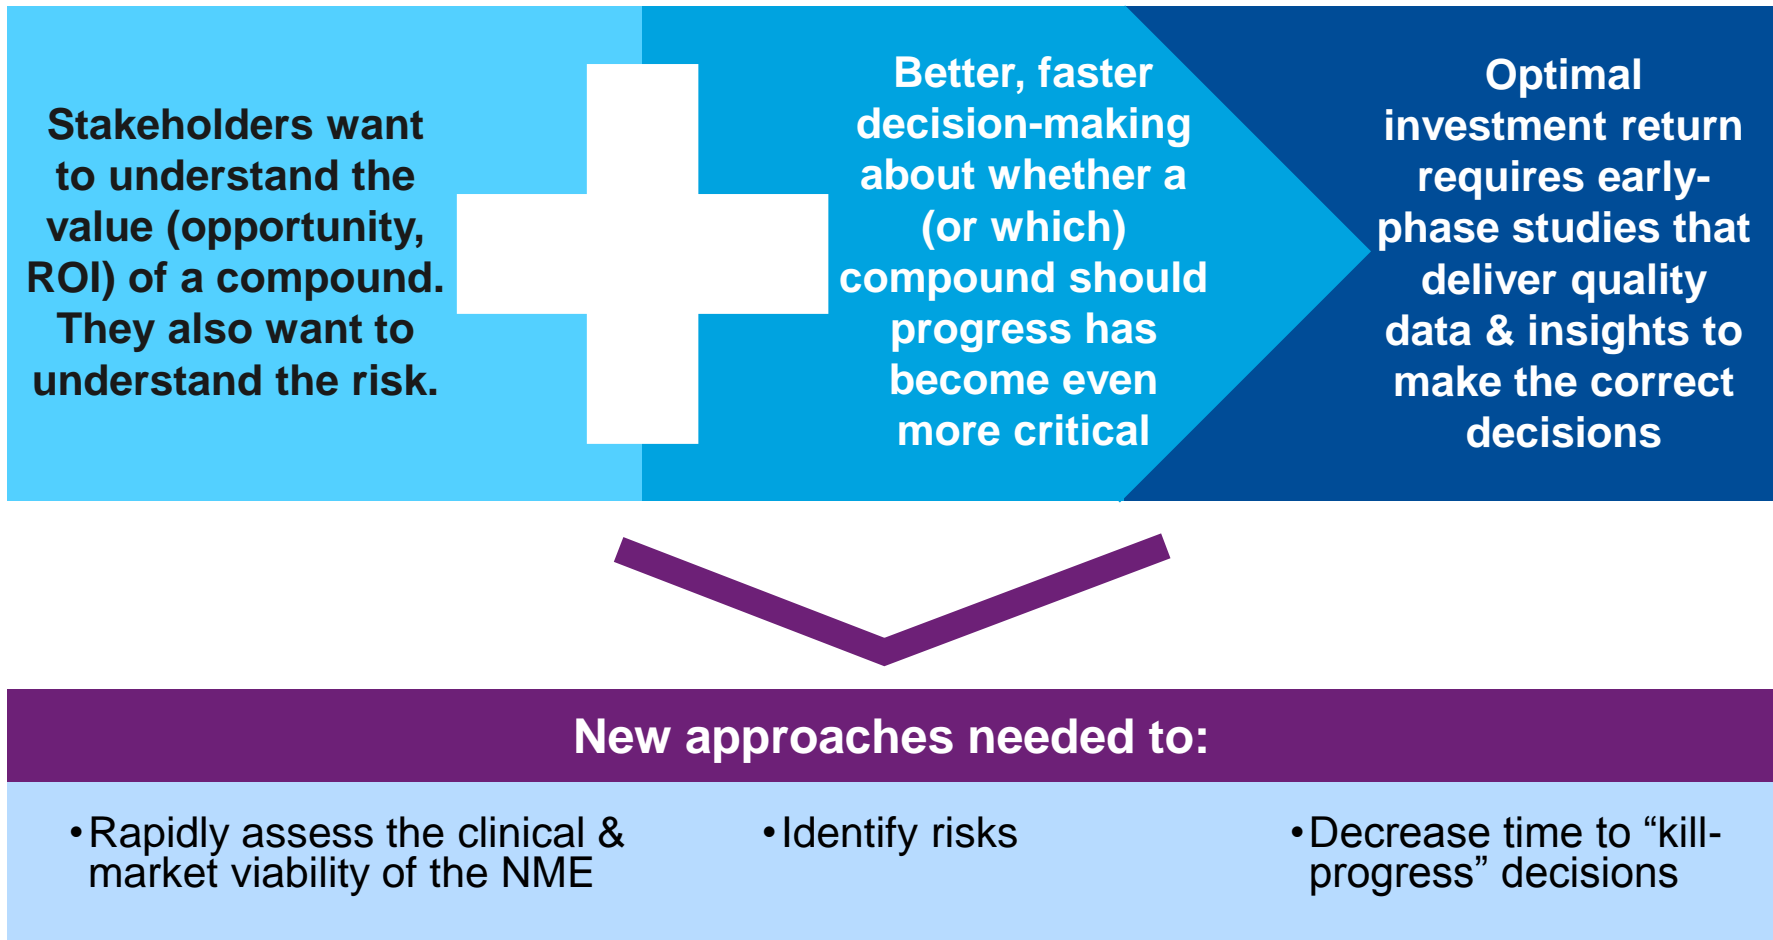 Stakeholders want
to understand the
value (opportunity,
ROI) of a compound.
They also want to
understand the risk.
Better, faster
decision-making
about whether a
(or which)
compound should
progress has
become even
more critical
Optimal
investment return
requires early-
phase studies that
deliver quality
data & insights to
make the correct
decisions
New approaches needed to:
•Rapidly assess the clinical &
market viability of the NME
•Identify risks
•Decrease time to “kill-
progress” decisions